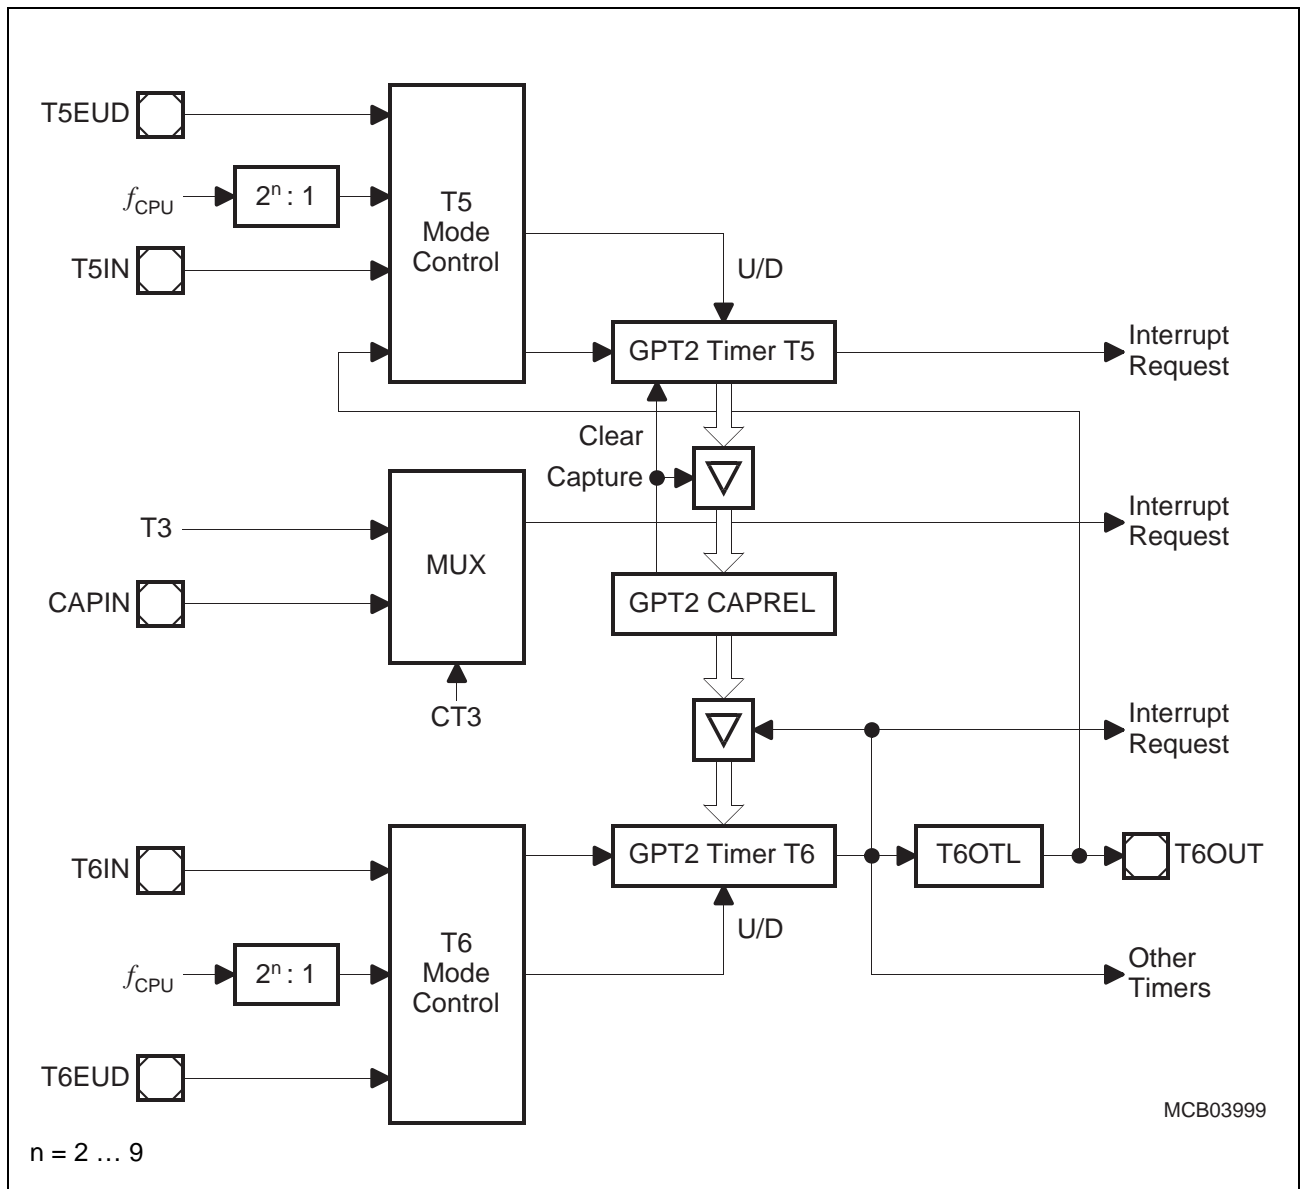 T5EUD
fCPU
2ⁿ : 1
T5IN
T5
Mode
Control
U/D
GPT2 Timer T5
Interrupt
Request
Clear
Capture
T3
CAPIN
MUX
CT3
Interrupt
Request
GPT2 CAPREL
Interrupt
Request
T6IN
fCPU
2ⁿ : 1
T6EUD
T6
Mode
Control
GPT2 Timer T6
U/D
T6OTL
T6OUT
Other
Timers
MCB03999
n = 2 … 9